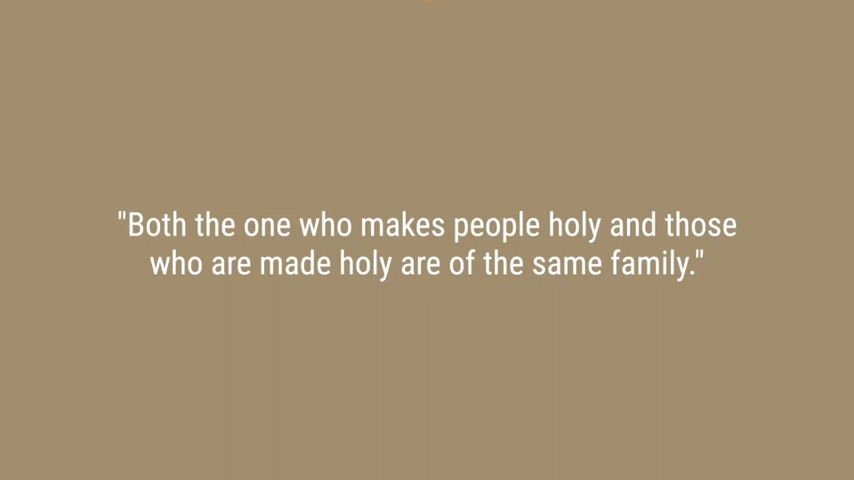 "Both the one who makes people holy and those
who are made holy are of the same family."